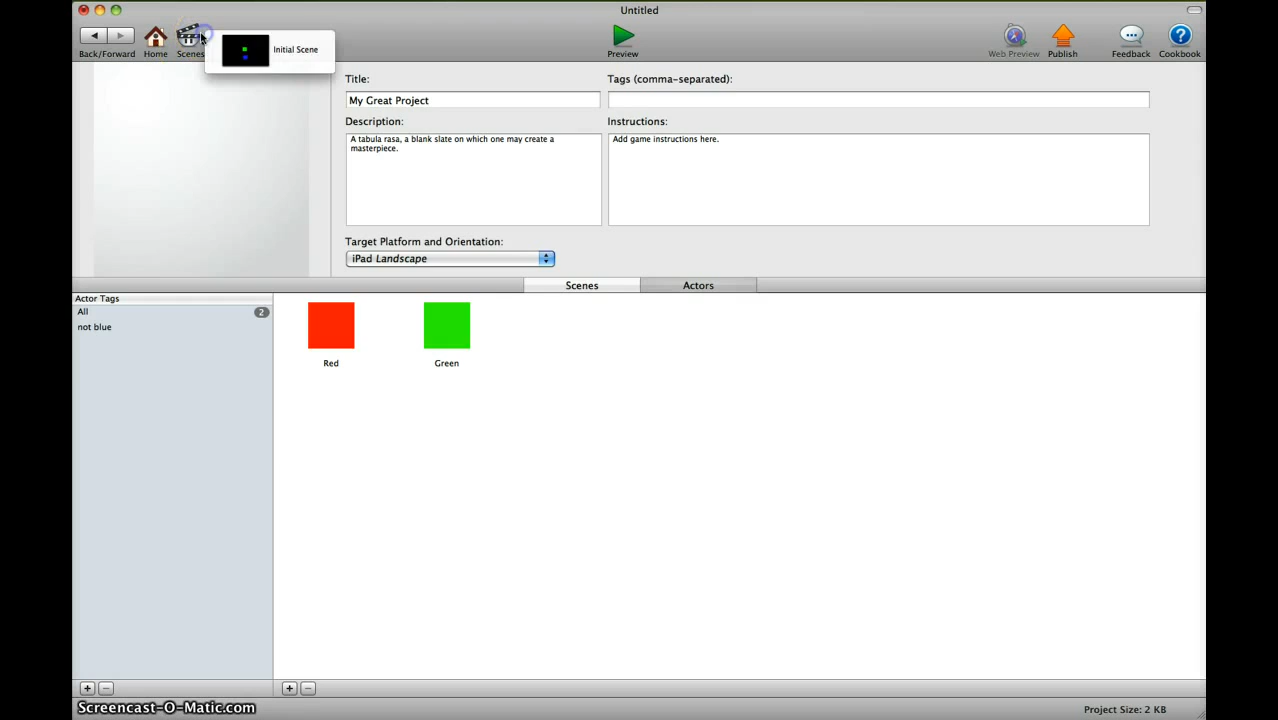 Untitled
Back/Forward
Home
Scenes
Initial Scene
Preview
Web Preview
Publish
Feedback
Cookbook
Title:
My Great Project
Tags (comma-separated):
Description:
A tabula rasa, a blank slate on which one may create a
masterpiece.
Instructions:
Add game instructions here.
Target Platform and Orientation:
iPad Landscape
Scenes
Actors
Actor Tags
All
2
not blue
Red
Green
Screencast-O-Matic.com
Project Size: 2 KB